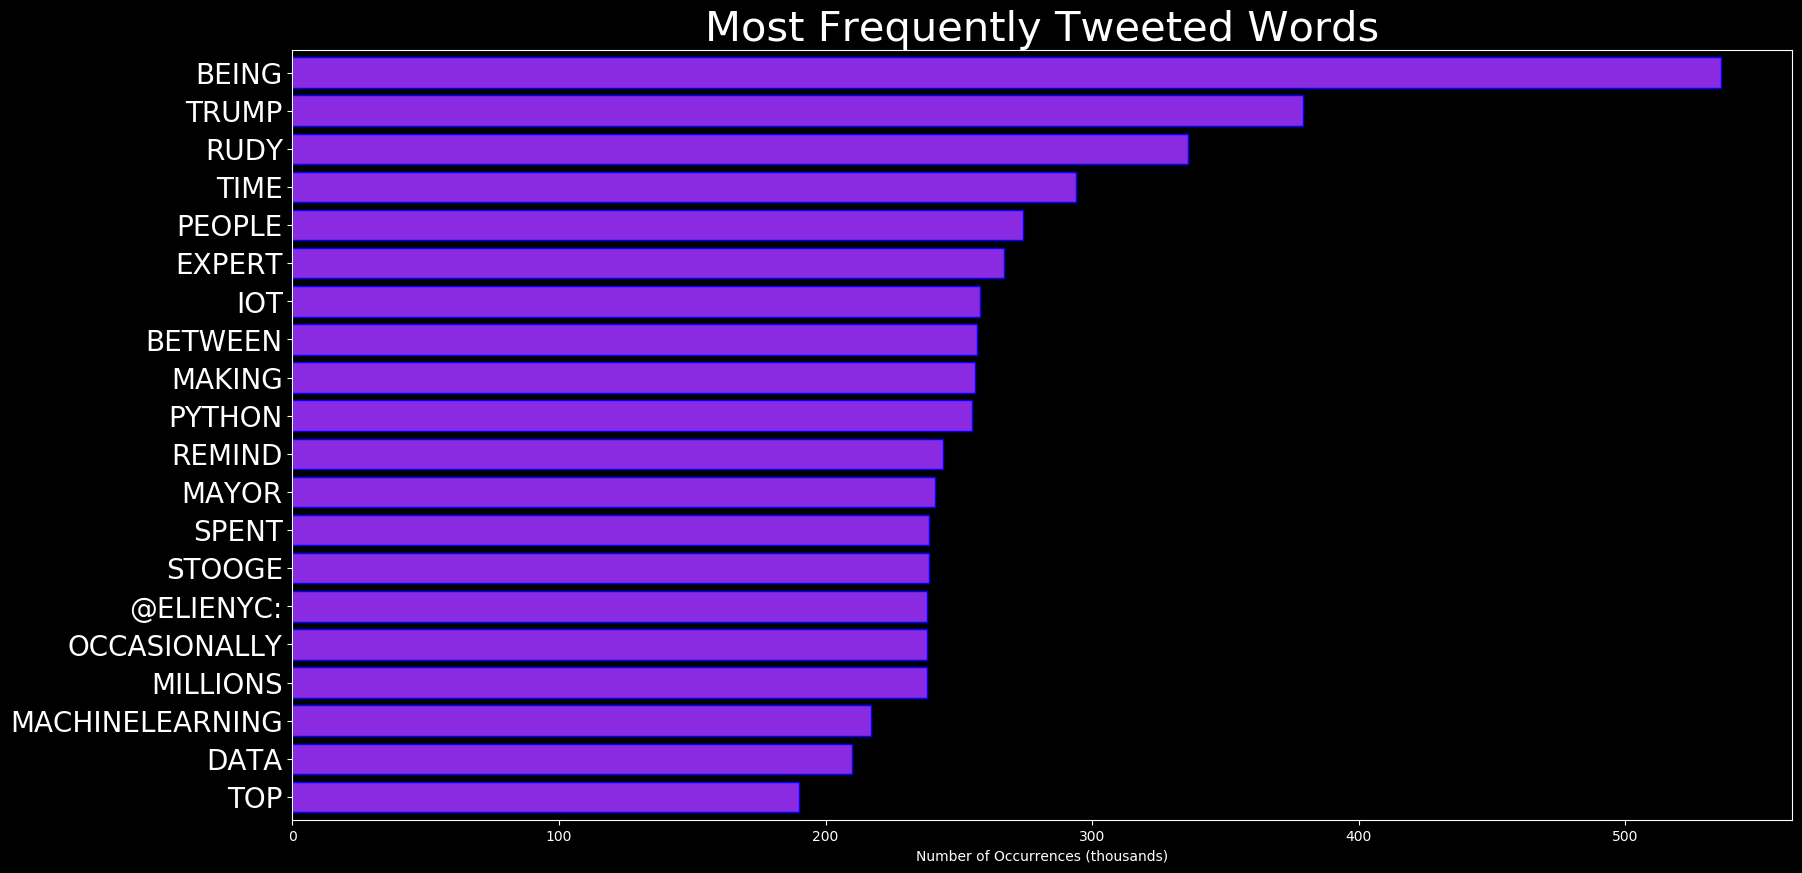 Most Frequently Tweeted Words
BEING
TRUMP
RUDY
TIME
PEOPLE
EXPERT
IOT
BETWEEN
MAKING
PYTHON
REMIND
MAYOR
SPENT
STOOGE
@ELIENYC:
OCCASIONALLY
MILLIONS
MACHINELEARNING
DATA
TOP
0 100 200 300 400 500
Number of Occurrences (thousands)